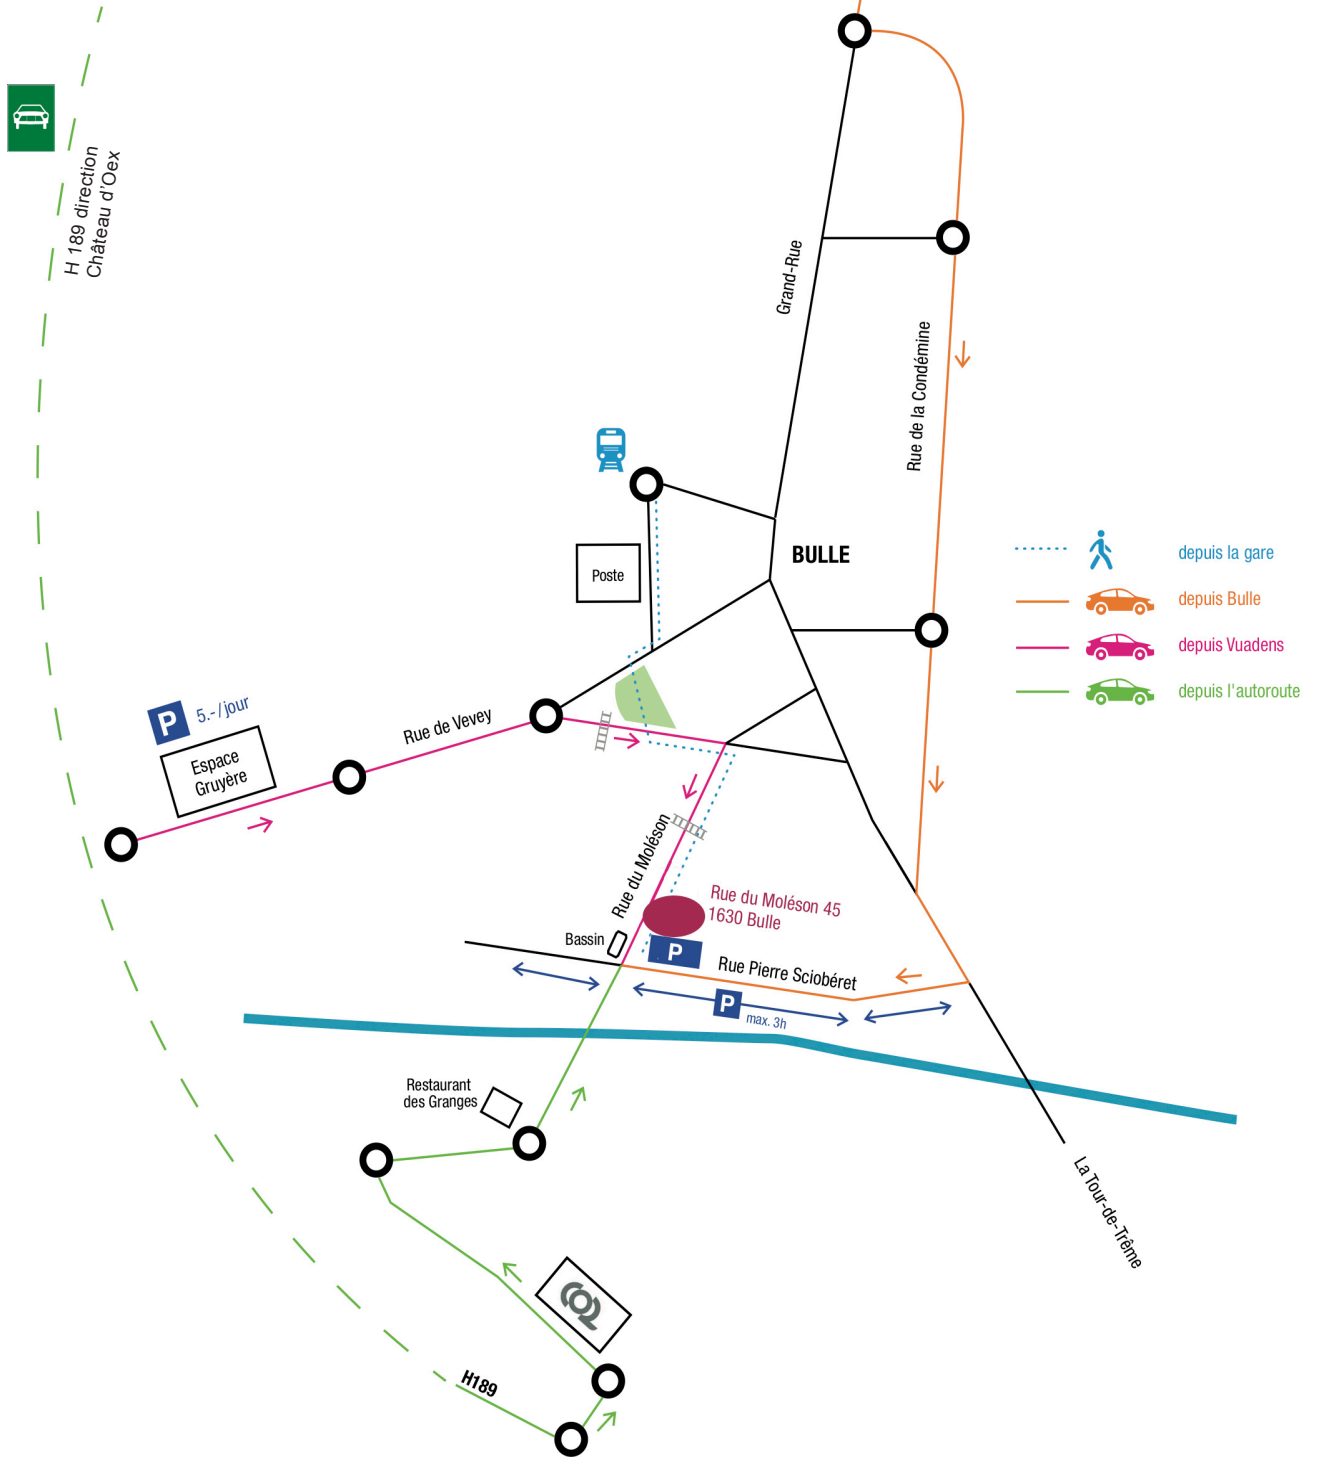 H 189 direction
Château d'Oex
Grand-Rue
Rue de la Condémine
BULLE
Poste
depuis la gare
depuis Bulle
depuis Vuadens
depuis l'autoroute
P 5.-/jour
Espace
Gruyère
Rue de Vevey
Rue du Moléson
Rue du Moléson 45
1630 Bulle
Bassin
P
Rue Pierre Sciobéret
P
max. 3h
Restaurant
des Granges
La Tour-de-Trême
H189